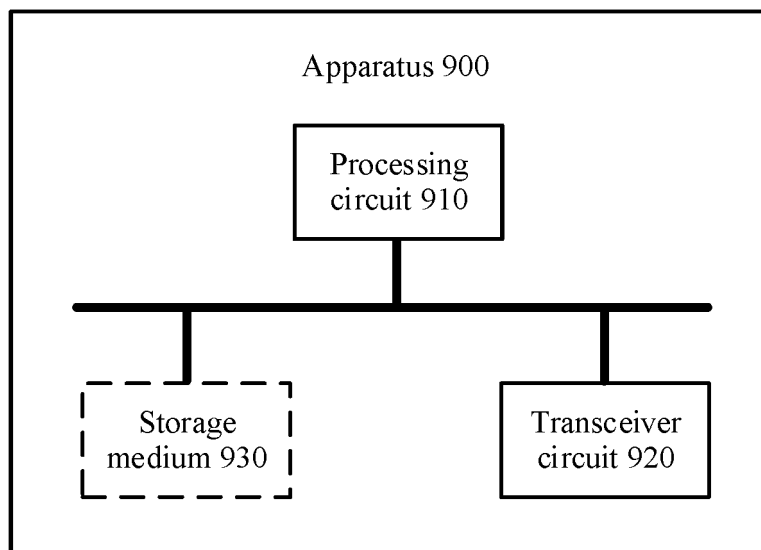 Apparatus 900
Processing
circuit 910
Storage
medium 930
Transceiver
circuit 920